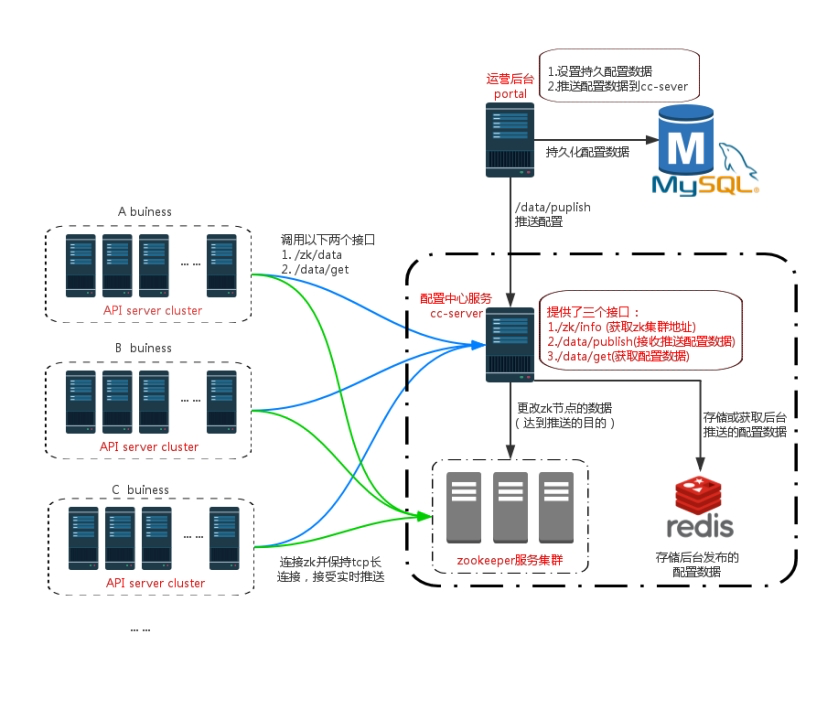 运营后台
portal
1.设置持久配置数据
2.推送配置数据到cc-sever
持久化配置数据
M
MySQL
®
/data/puplish
推送配置
A buiness
... ...
API server cluster
调用以下两个接口
1. /zk/data
2. /data/get
配置中心服务
cc-server
提供了三个接口：
1./zk/info (获取zk集群地址)
2./data/publish(接收推送配置数据)
3./data/get(获取配置数据)
B buiness
... ...
API server cluster
更改zk节点的数据
（达到推送的目的）
存储或获取后台
推送的配置数据
C buiness
... ...
API server cluster
连接zk并保持tcp长
连接，接受实时推送
zookeeper服务集群
redis
存储后台发布的
配置数据
... ...